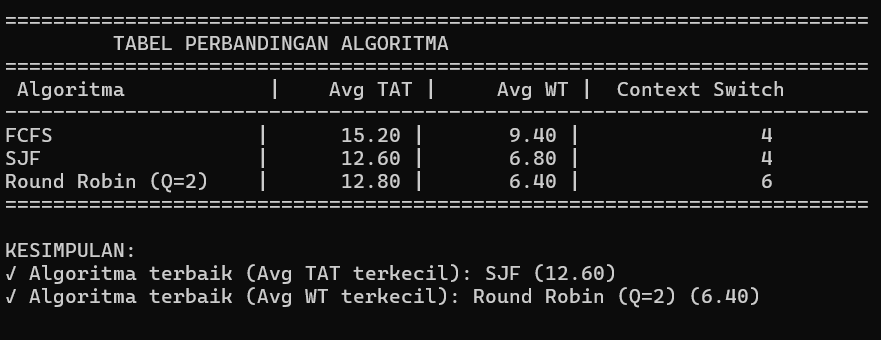 ========================================================================
TABEL PERBANDINGAN ALGORITMA
========================================================================
Algoritma | Avg TAT | Avg WT | Context Switch
------------------------------------------------------------------------
FCFS | 15.20 | 9.40 | 4
SJF | 12.60 | 6.80 | 4
Round Robin (Q=2) | 12.80 | 6.40 | 6
========================================================================
KESIMPULAN:
√ Algoritma terbaik (Avg TAT terkecil): SJF (12.60)
√ Algoritma terbaik (Avg WT terkecil): Round Robin (Q=2) (6.40)